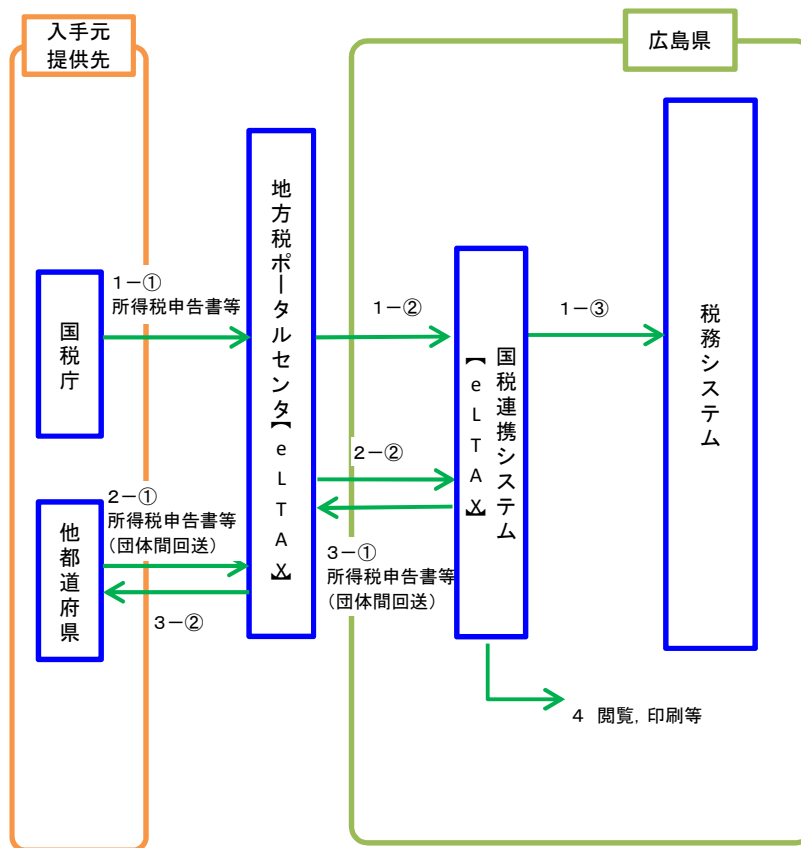 入手元
提供先
広島県
地方税ポータルセンタ【eLTAX】
1-①
所得税申告書等
国税庁
1-②
国税連携システム
【eLTAX】
1-③
税務システム
2-①
所得税申告書等
(団体間回送)
他都道府県
3-②
2-②
3-①
所得税申告書等
(団体間回送)
4 閲覧, 印刷等